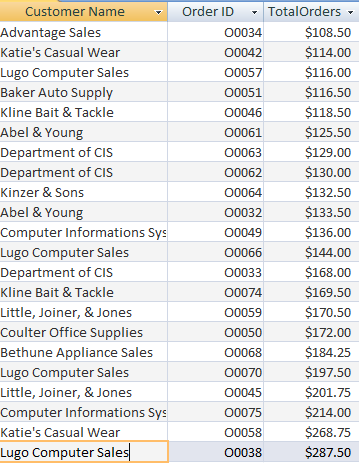 Customer Name Order ID TotalOrders
Advantage Sales O0034 $108.50
Katie's Casual Wear O0042 $114.00
Lugo Computer Sales O0057 $116.00
Baker Auto Supply O0051 $116.50
Kline Bait & Tackle O0046 $118.50
Abel & Young O0061 $125.50
Department of CIS O0063 $129.00
Department of CIS O0062 $130.00
Kinzer & Sons O0064 $132.50
Abel & Young O0032 $133.50
Computer Informations Sys O0049 $136.00
Lugo Computer Sales O0066 $144.00
Department of CIS O0033 $168.00
Kline Bait & Tackle O0074 $169.50
Little, Joiner, & Jones O0059 $170.50
Coulter Office Supplies O0050 $172.00
Bethune Appliance Sales O0068 $184.25
Lugo Computer Sales O0070 $197.50
Little, Joiner, & Jones O0045 $201.75
Computer Informations Sys O0075 $214.00
Katie's Casual Wear O0058 $268.75
Lugo Computer Sales O0038 $287.50